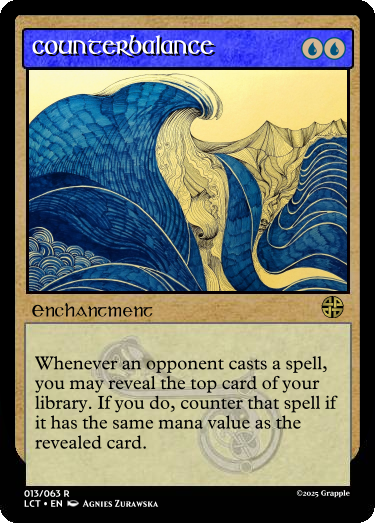 counterbalance
Enchantment
Whenever an opponent casts a spell,
you may reveal the top card of your
library. If you do, counter that spell if
it has the same mana value as the
revealed card.
013/063 R
LCT • EN Agnies Zurawska
©2025 Grapple